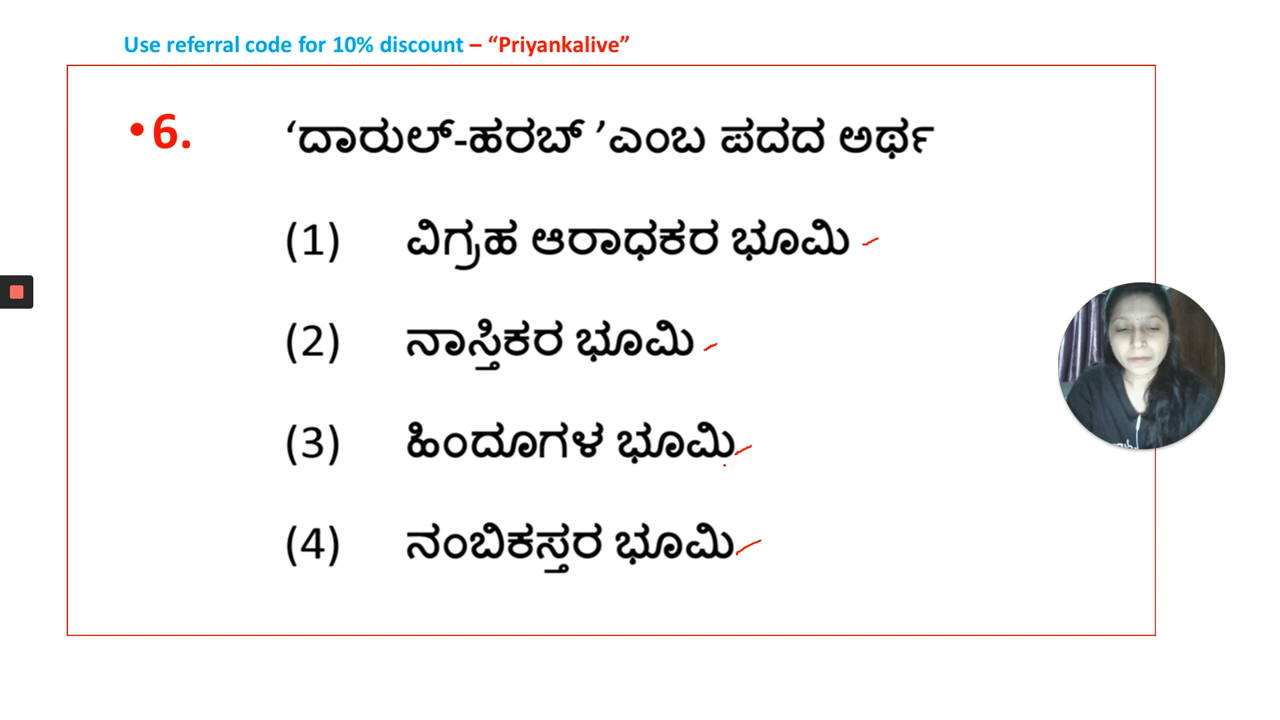 Use referral code for 10% discount – “Priyankalive”
•6. ‘ದಾರುಲ್-ಹರಬ್ ’ಎಂಬ ಪದದ ಅರ್ಥ
(1) ವಿಗ್ರಹ ಆರಾಧಕರ ಭೂಮಿ
(2) ನಾಸ್ತಿಕರ ಭೂಮಿ
(3) ಹಿಂದೂಗಳ ಭೂಮಿ
(4) ನಂಬಿಕಸ್ತರ ಭೂಮಿ